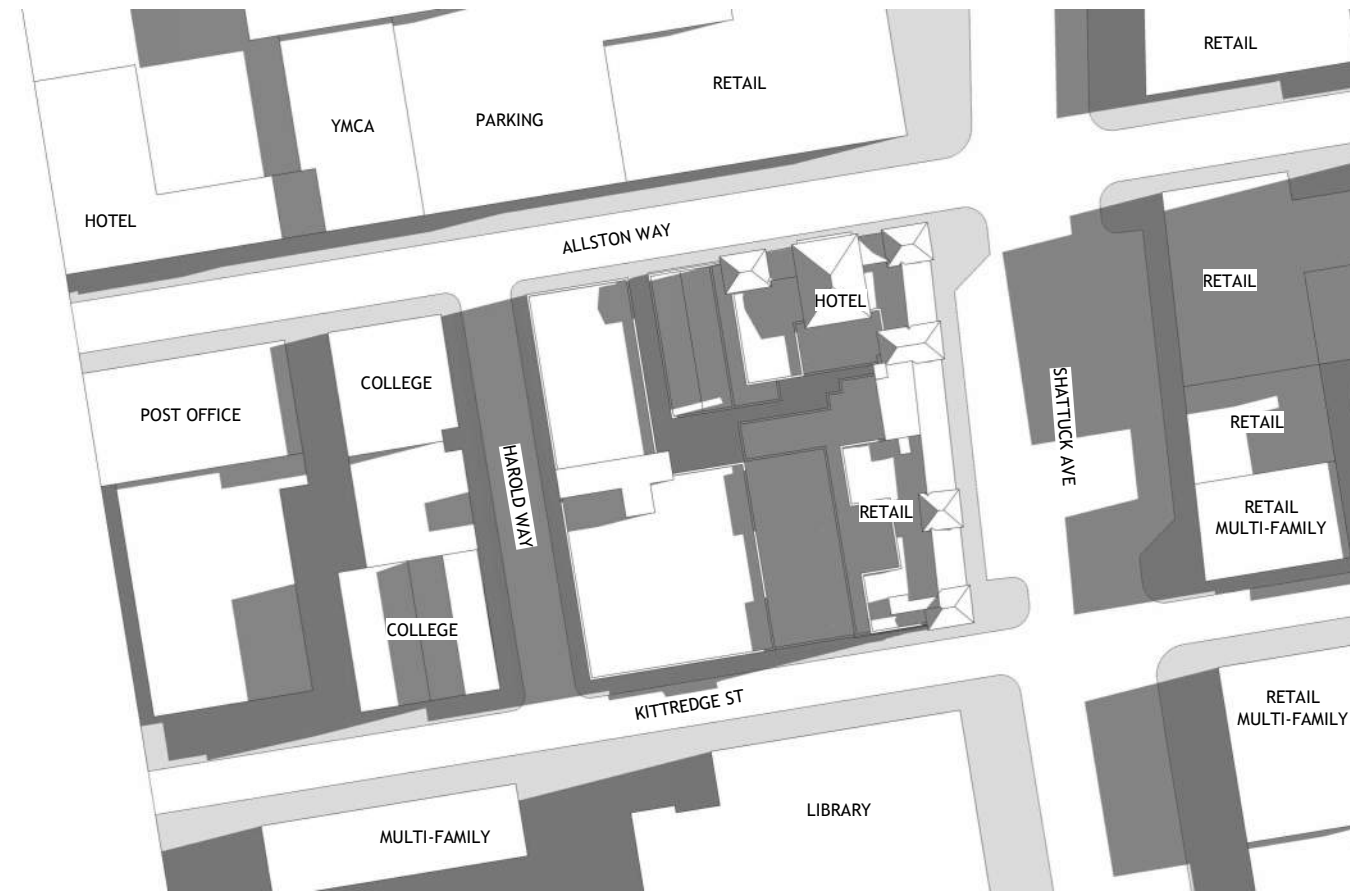 RETAIL
RETAIL
YMCA
PARKING
HOTEL
ALLSTON WAY
RETAIL
HOTEL
COLLEGE
POST OFFICE
SHATTUCK AVE
RETAIL
HAROLD WAY
RETAIL
RETAIL
MULTI-FAMILY
COLLEGE
KITTREDGE ST
RETAIL
MULTI-FAMILY
LIBRARY
MULTI-FAMILY